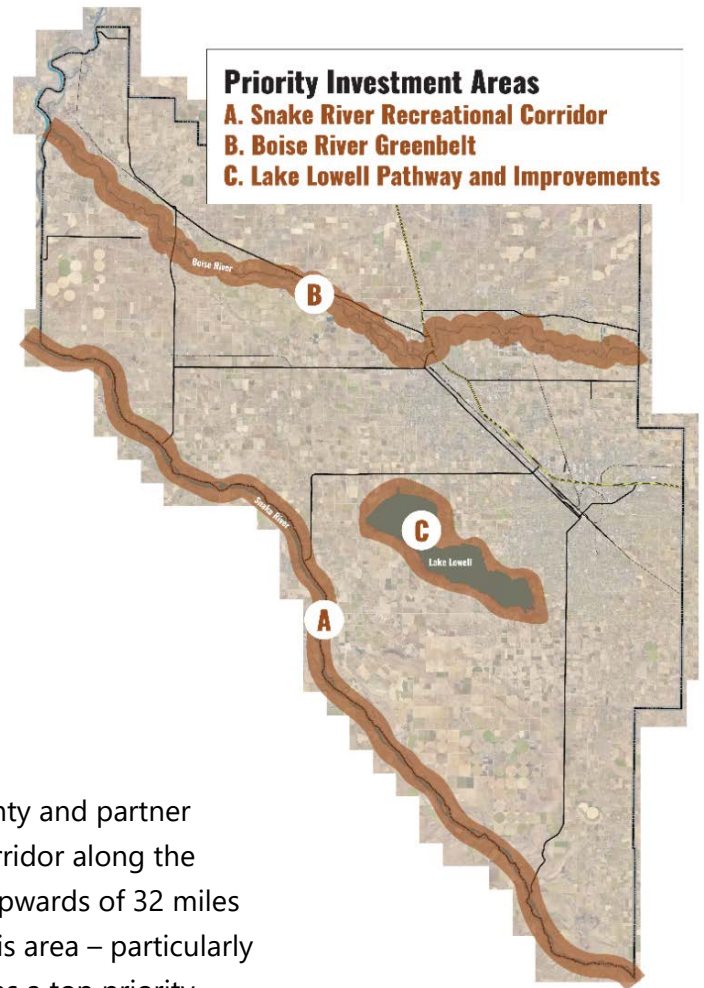 Priority Investment Areas
A. Snake River Recreational Corridor
B. Boise River Greenbelt
C. Lake Lowell Pathway and Improvements
Boise River
B
Snake River
C
Lake Lowell
A
nty and partner
rridor along the
upwards of 32 miles
is area – particularly